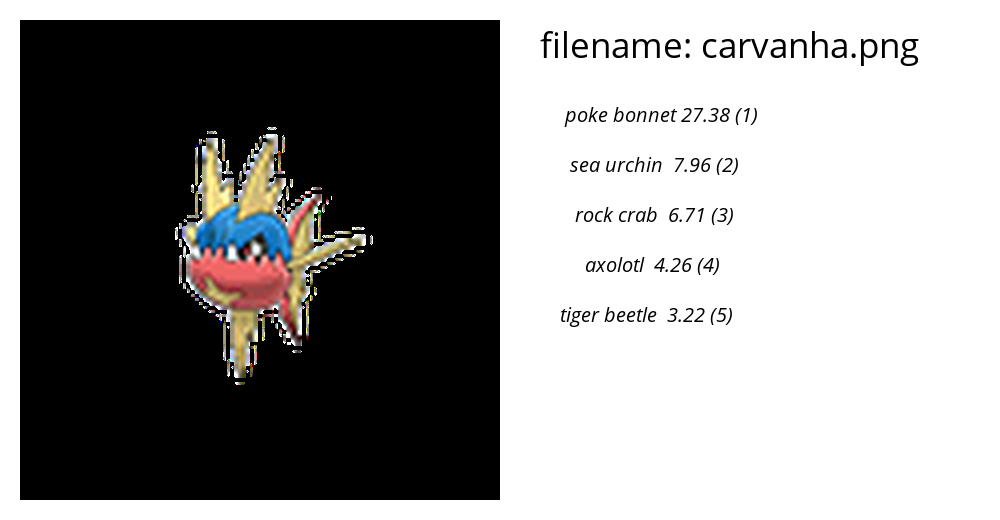 filename: carvanha.png
poke bonnet 27.38 (1)
sea urchin 7.96 (2)
rock crab 6.71 (3)
axolotl 4.26 (4)
tiger beetle 3.22 (5)